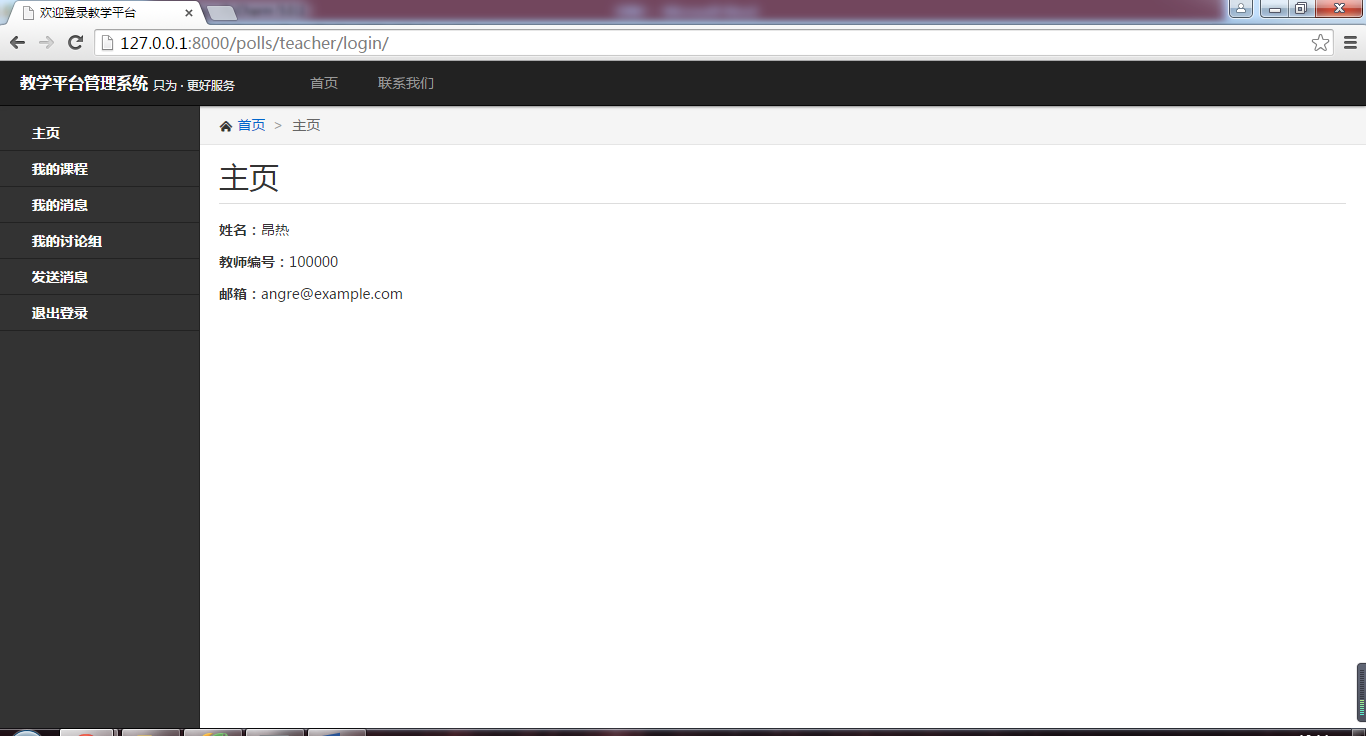 欢迎登录教学平台
127.0.0.1:8000/polls/teacher/login/
教学平台管理系统 只为·更好服务 首页 联系我们
主页
我的课程
我的消息
我的讨论组
发送消息
退出登录
首页 > 主页
主页
姓名：昂热
教师编号：100000
邮箱：angre@example.com